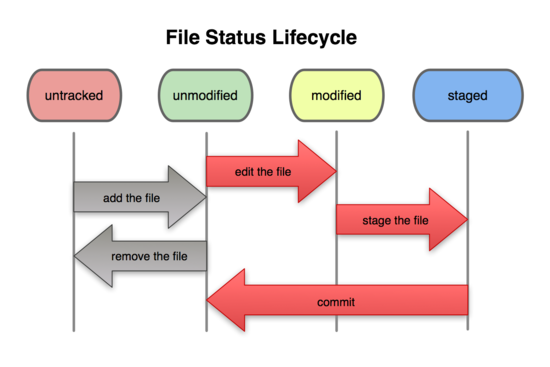 File Status Lifecycle
untracked
unmodified
modified
staged
edit the file
add the file
stage the file
remove the file
commit